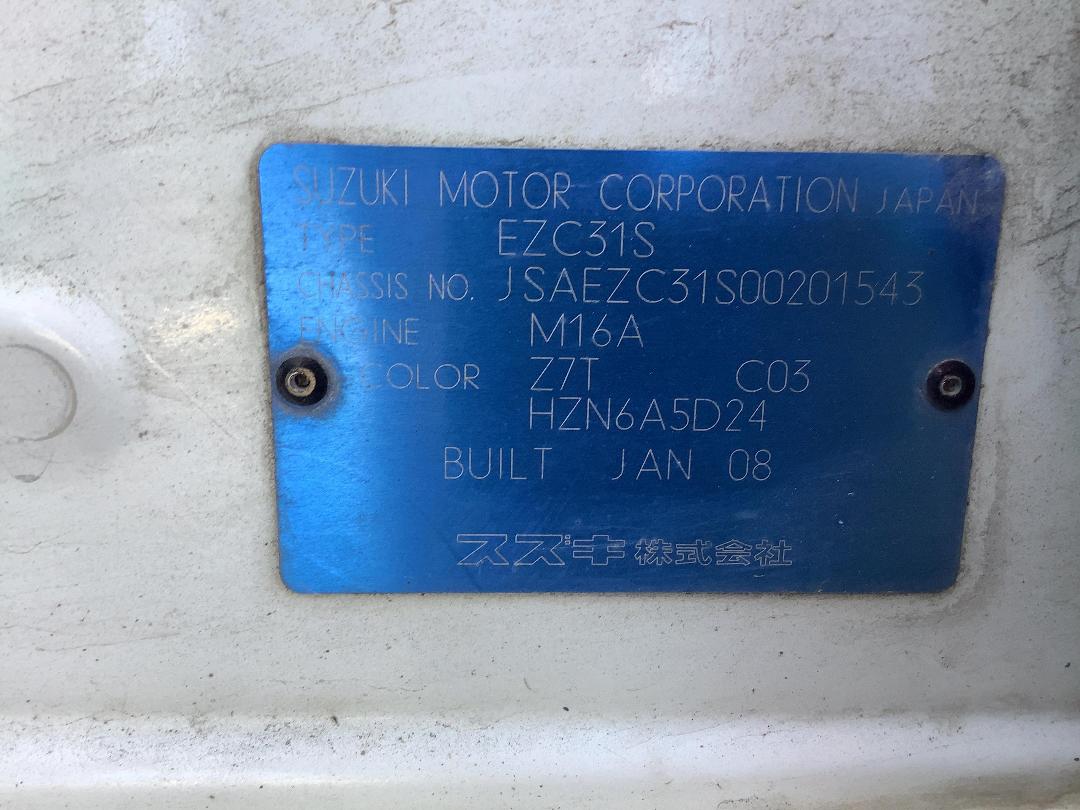 SUZUKI MOTOR CORPORATION JAPAN
TYPE EZC31S
CHASSIS NO. JSAEZC31S00201543
ENGINE M16A
COLOR Z7T C03
HZN6A5D24
BUILT JAN 08
スズキ株式会社